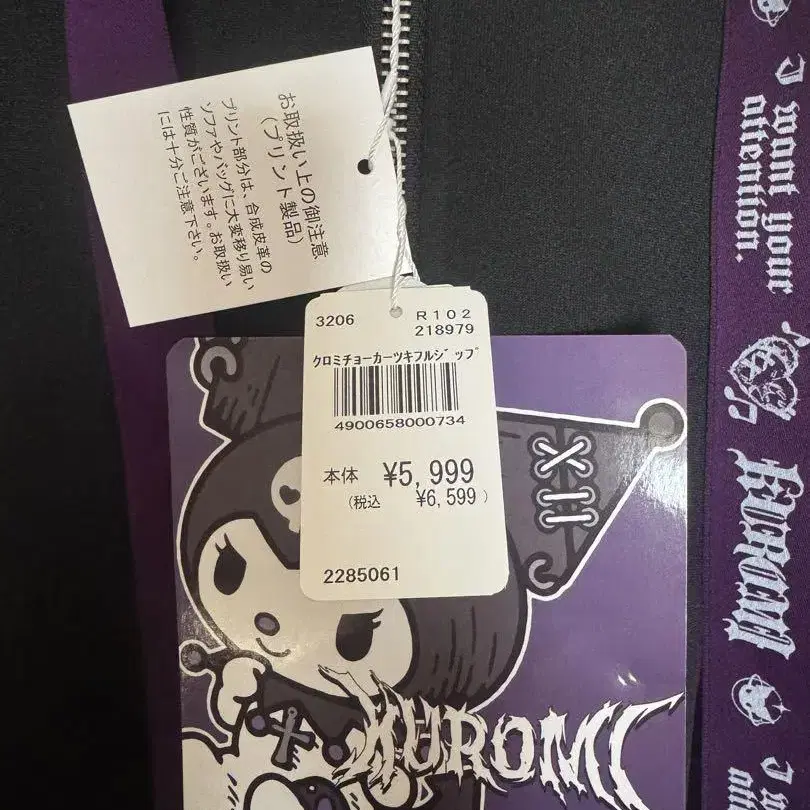 お取扱い上の御注意
(プリント製品)
プリント部分は、合成皮革の
ソファやバッグに大変移り易い
性質がございます。お取扱い
には十分ご注意下さい。
3206 R102
218979
クロミチョーカーツキフルジップ
4900658000734
本体 ¥5,999
(税込 ¥6,599)
2285061
KUROMI
I want your
attention.
Kuromi